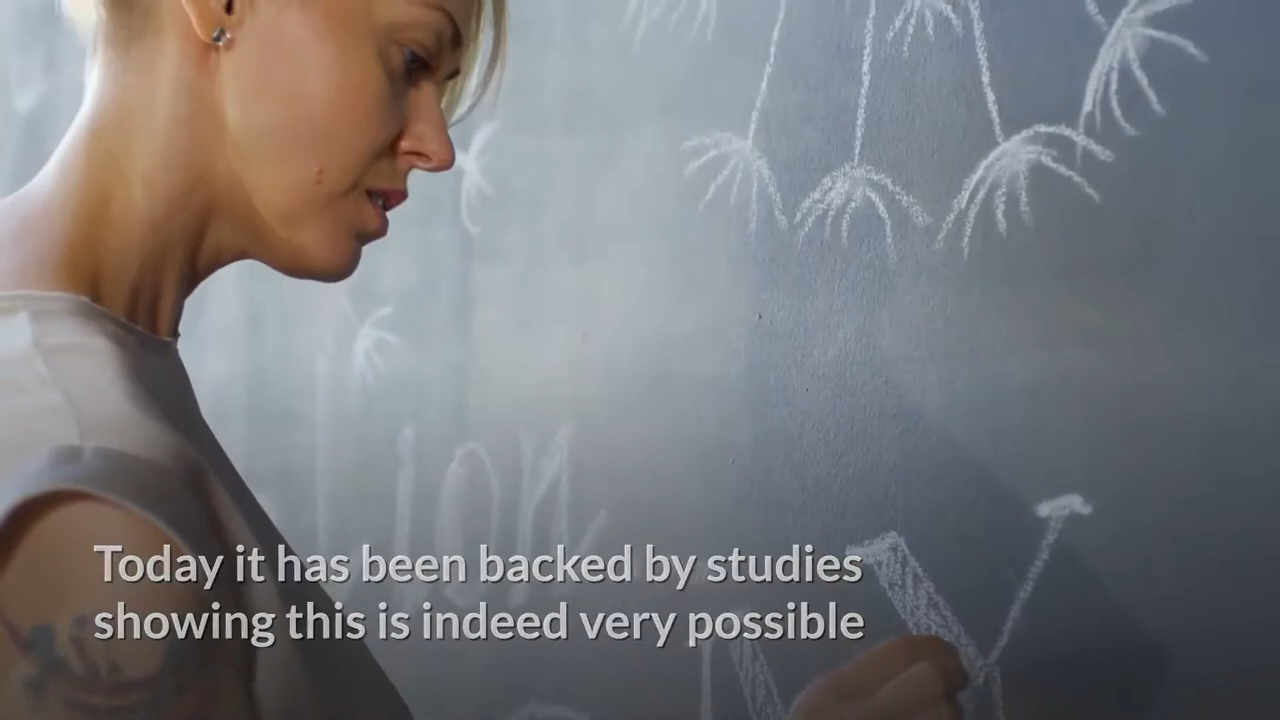 Today it has been backed by studies
showing this is indeed very possible